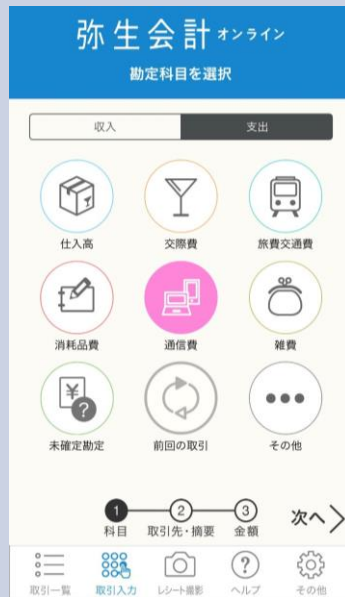 弥生会計 オンライン
勘定科目を選択
収入 支出
仕入高 交際費 旅費交通費
消耗品費 通信費 雑費
¥ ?
未確定勘定 前回の取引 その他
1 2 3
科目 取引先・摘要 金額 次へ
?
取引一覧 取引入力 レシート撮影 ヘルプ その他